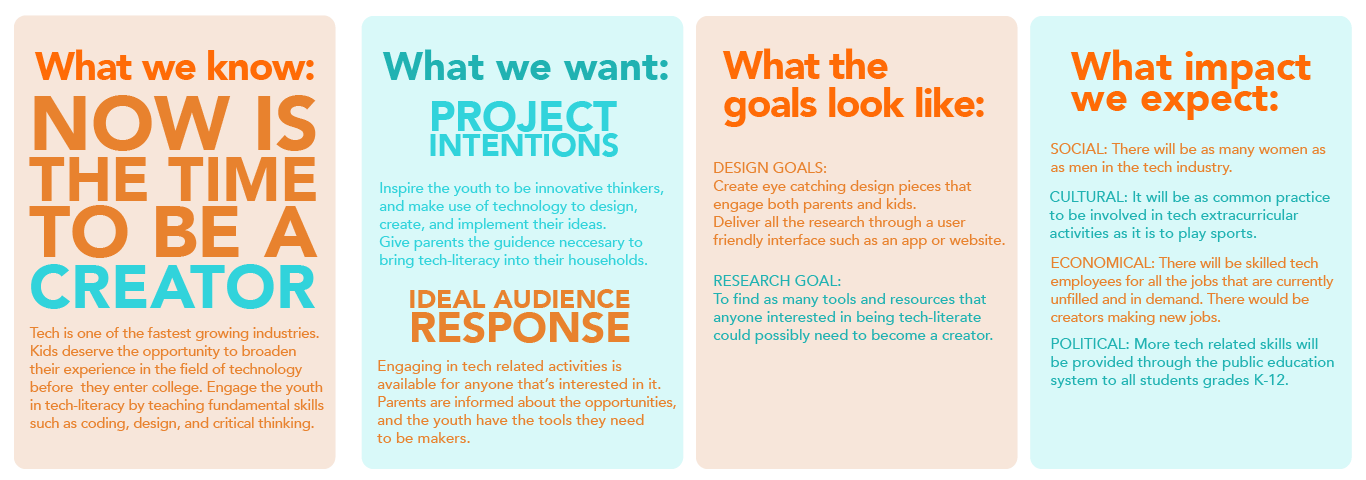 What we know:
NOW IS
THE TIME
TO BE A
CREATOR
Tech is one of the fastest growing industries.
Kids deserve the opportunity to broaden
their experience in the field of technology
before  they enter college. Engage the youth
in tech-literacy by teaching fundamental skills
such as coding, design, and critical thinking.
What we want:
PROJECT
INTENTIONS
Inspire the youth to be innovative thinkers,
and make use of technology to design,
create, and implement their ideas.
Give parents the guidance neccesary to
bring tech-literacy into their households.
IDEAL AUDIENCE
RESPONSE
Engaging in tech related activities is
available for anyone that's interested in it.
Parents are informed about the opportunities,
and the youth have the tools they need
to be makers.
What the
goals look like:
DESIGN GOALS:
Create eye catching design pieces that
engage both parents and kids.
Deliver all the research through a user
friendly interface such as an app or website.
RESEARCH GOAL:
To find as many tools and resources that
anyone interested in being tech-literate
could possibly need to become a creator.
What impact
we expect:
SOCIAL: There will be as many women as
as men in the tech industry.
CULTURAL: It will be as common practice
to be involved in tech extracurricular
activities as it is to play sports.
ECONOMICAL: There will be skilled tech
employees for all the jobs that are currently
unfilled and in demand. There would be
creators making new jobs.
POLITICAL: More tech related skills will
be provided through the public education
system to all students grades K-12.